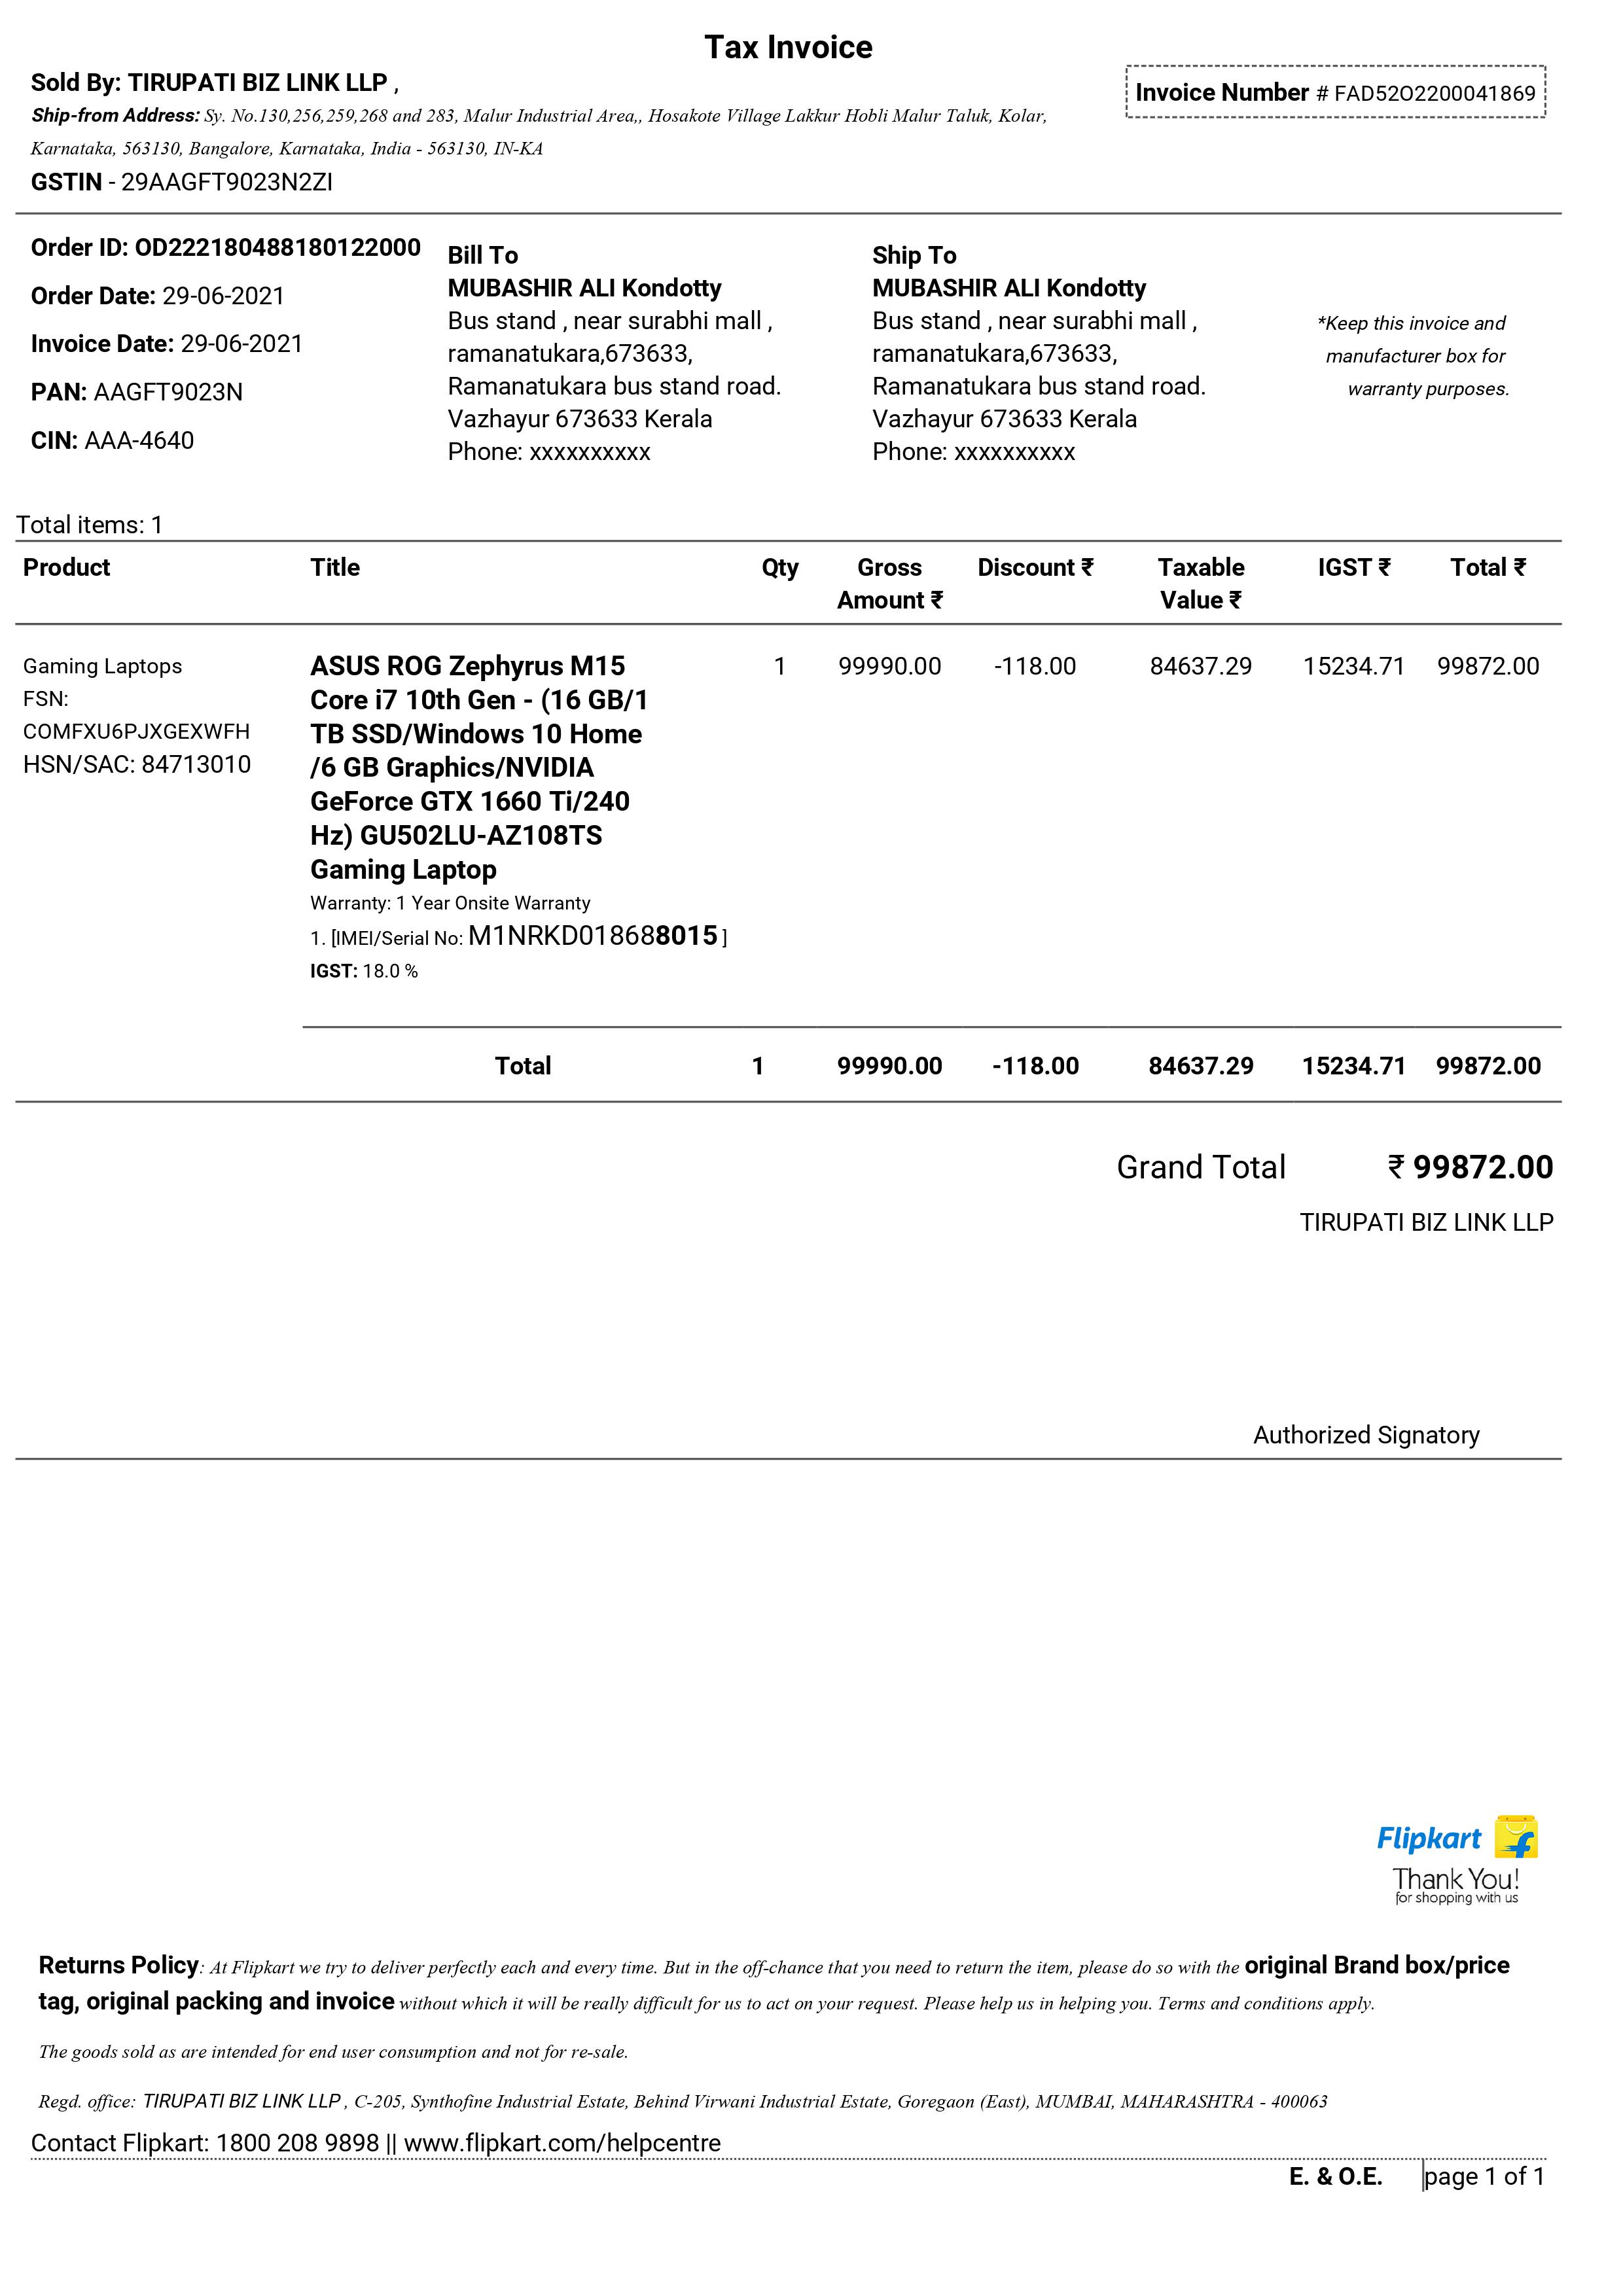 Tax Invoice
Sold By: TIRUPATI BIZ LINK LLP ,
Invoice Number # FAD52O2200041869
Ship-from Address: Sy. No.130,256,259,268 and 283, Malur Industrial Area,, Hosakote Village Lakkur Hobli Malur Taluk, Kolar,
Karnataka, 563130, Bangalore, Karnataka, India - 563130, IN-KA
GSTIN - 29AAGFT9023N2ZI
Order ID: OD222180488180122000
Order Date: 29-06-2021
Invoice Date: 29-06-2021
PAN: AAGFT9023N
CIN: AAA-4640
Bill To
MUBASHIR ALI Kondotty
Bus stand , near surabhi mall ,
ramanatukara,673633,
Ramanatukara bus stand road.
Vazhayur 673633 Kerala
Phone: xxxxxxxxxx
Ship To
MUBASHIR ALI Kondotty
Bus stand , near surabhi mall ,
ramanatukara,673633,
Ramanatukara bus stand road.
Vazhayur 673633 Kerala
Phone: xxxxxxxxxx
*Keep this invoice and
manufacturer box for
warranty purposes.
Total items: 1
Product Title Qty Gross Amount ₹ Discount ₹ Taxable Value ₹ IGST ₹ Total ₹
Gaming Laptops
FSN:
COMFXU6PJXGEXWFH
HSN/SAC: 84713010
ASUS ROG Zephyrus M15
Core i7 10th Gen - (16 GB/1
TB SSD/Windows 10 Home
/6 GB Graphics/NVIDIA
GeForce GTX 1660 Ti/240
Hz) GU502LU-AZ108TS
Gaming Laptop
Warranty: 1 Year Onsite Warranty
1. [IMEI/Serial No: M1NRKD018688015 ]
IGST: 18.0 %
1 99990.00 -118.00 84637.29 15234.71 99872.00
Total 1 99990.00 -118.00 84637.29 15234.71 99872.00
Grand Total ₹ 99872.00
TIRUPATI BIZ LINK LLP
Authorized Signatory
Flipkart
Thank You!
for shopping with us
Returns Policy: At Flipkart we try to deliver perfectly each and every time. But in the off-chance that you need to return the item, please do so with the original Brand box/price
tag, original packing and invoice without which it will be really difficult for us to act on your request. Please help us in helping you. Terms and conditions apply.
The goods sold as are intended for end user consumption and not for re-sale.
Regd. office: TIRUPATI BIZ LINK LLP , C-205, Synthofine Industrial Estate, Behind Virwani Industrial Estate, Goregaon (East), MUMBAI, MAHARASHTRA - 400063
Contact Flipkart: 1800 208 9898 || www.flipkart.com/helpcentre
E. & O.E. page 1 of 1